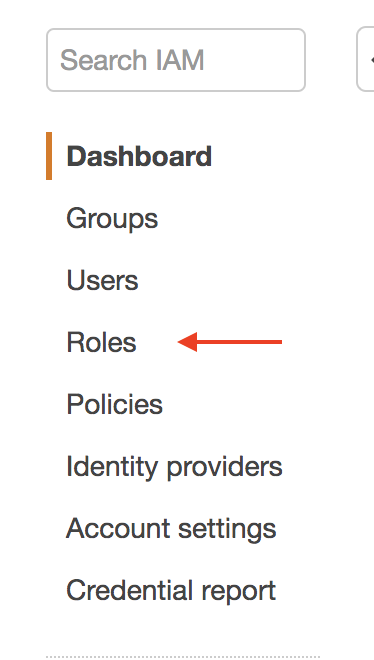 Search IAM
Dashboard
Groups
Users
Roles
Policies
Identity providers
Account settings
Credential report